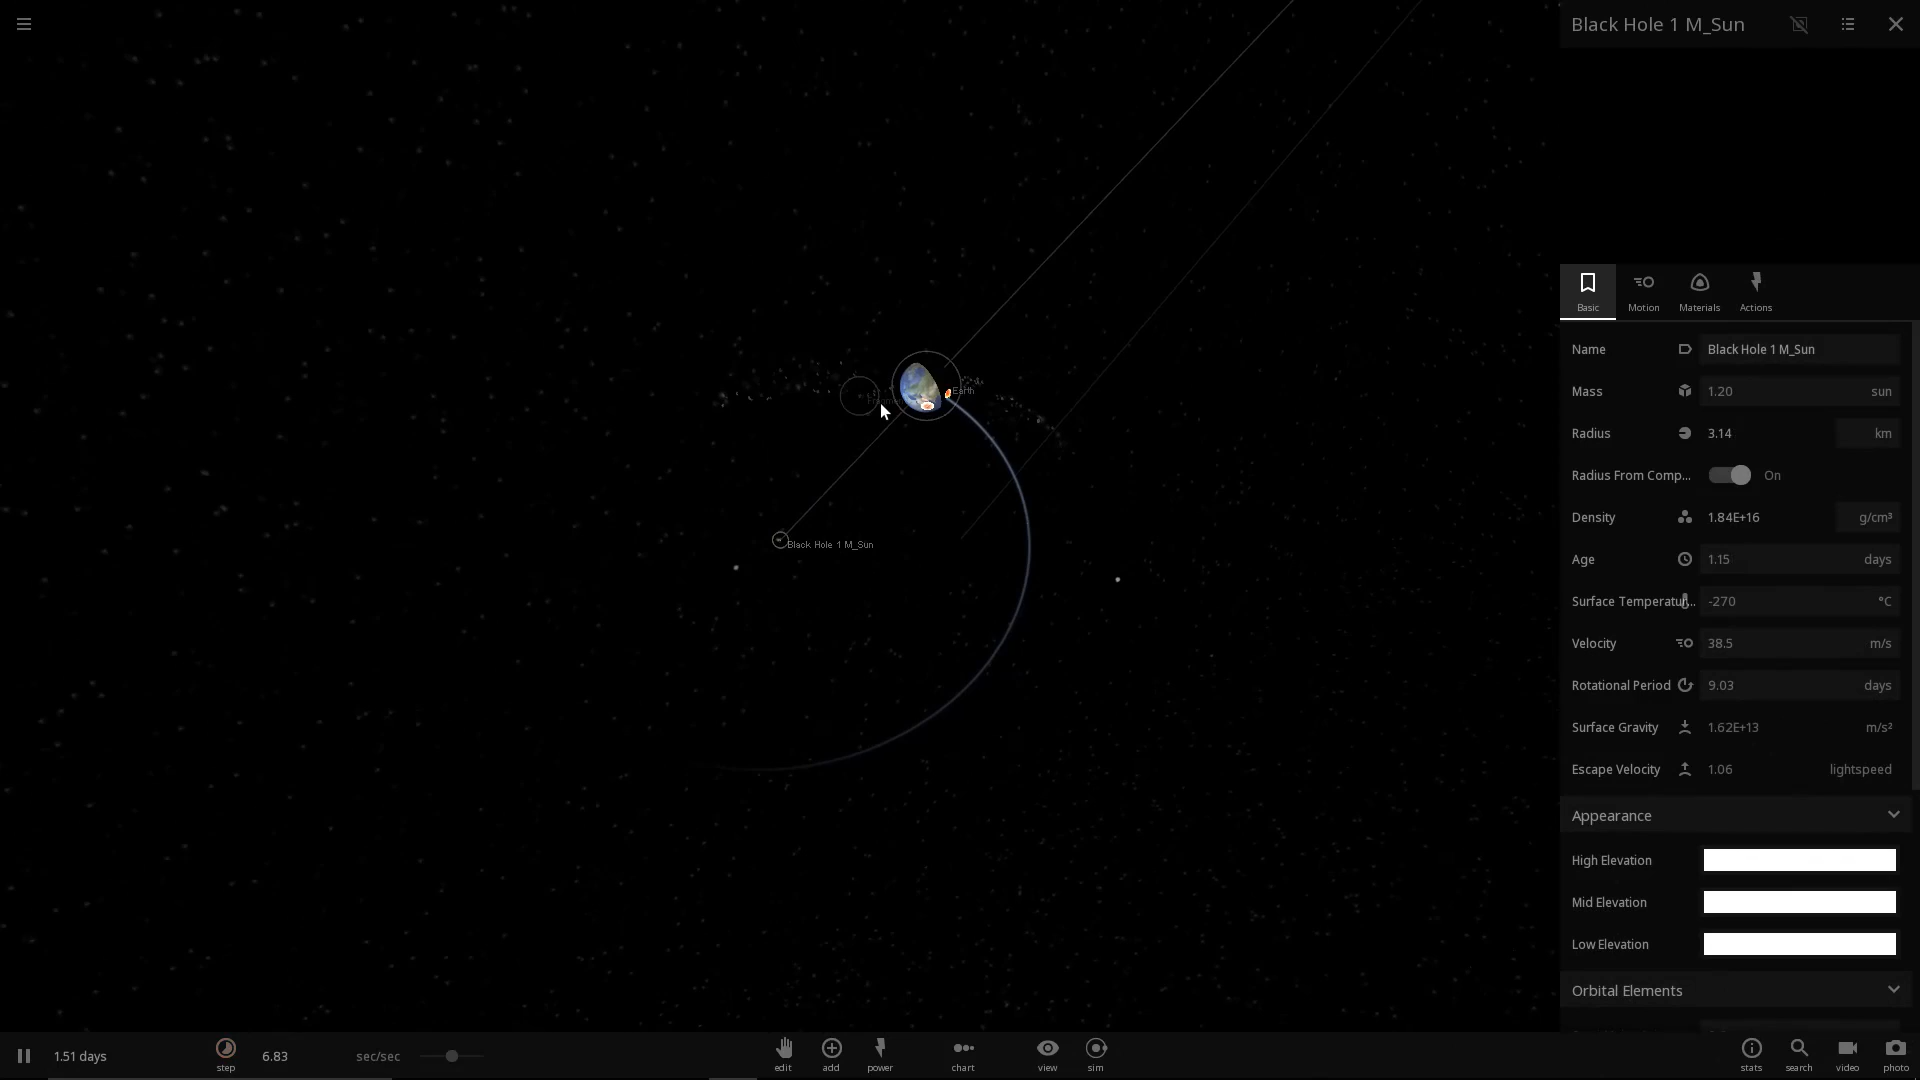 Black Hole 1 M_Sun
Basic
Motion
Materials
Actions
Name
Black Hole 1 M_Sun
Mass
1.20
sun
Radius
3.14
km
Radius From Comp...
On
Density
1.84E+16
g/cm³
Age
1.15
days
Surface Temperatur...
-270
°C
Velocity
38.5
m/s
Rotational Period
9.03
days
Surface Gravity
1.62E+13
m/s²
Escape Velocity
1.06
lightspeed
Appearance
High Elevation
Mid Elevation
Low Elevation
Orbital Elements
Earth
Black Hole 1 M_Sun
1.51 days
step
6.83
sec/sec
edit
add
power
chart
view
sim
stats
search
video
photo